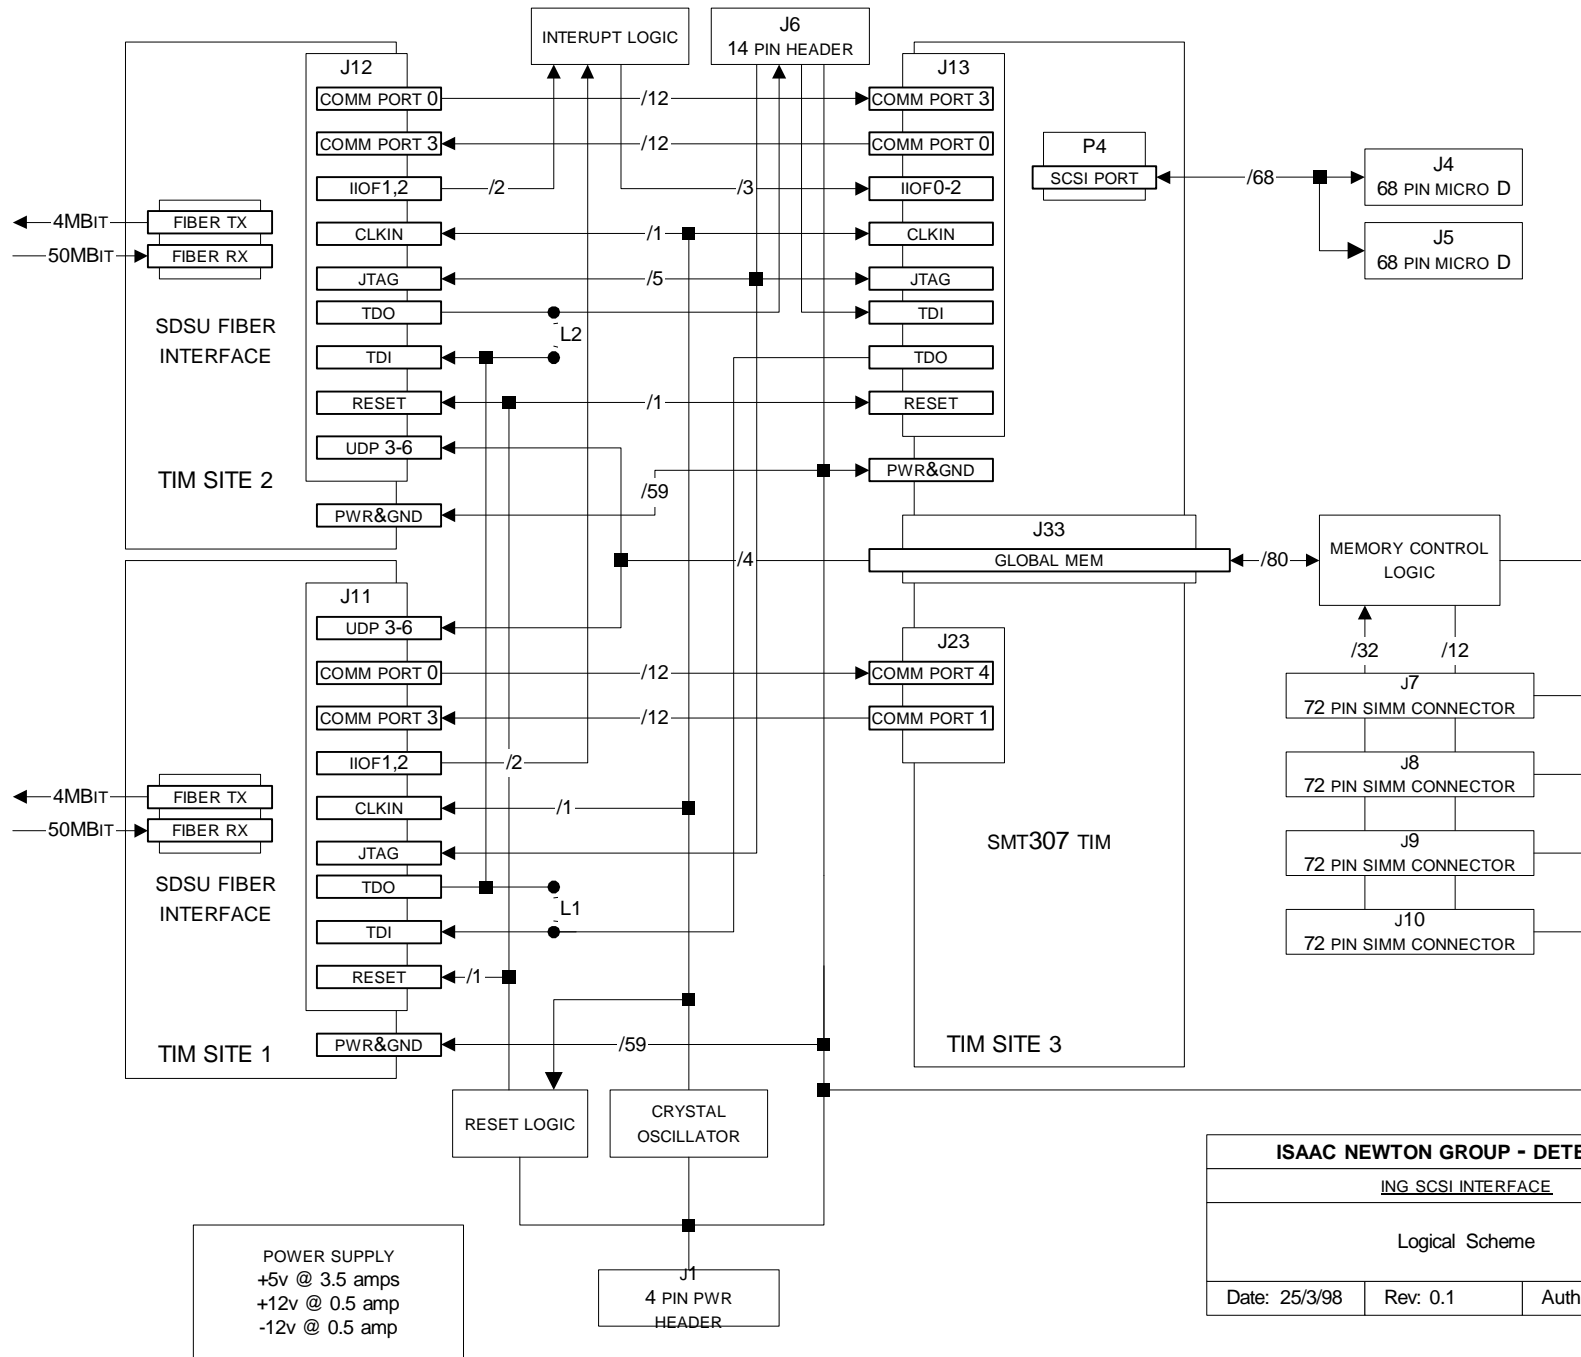 INTERUPT LOGIC
J6
14 PIN HEADER
J12
COMM PORT 0
COMM PORT 3
IIOF1,2
CLKIN
JTAG
TDO
TDI
RESET
UDP 3-6
PWR&GND
FIBER TX
FIBER RX
4MBIT
50MBIT
SDSU FIBER
INTERFACE
TIM SITE 2
/12
/12
/2
/3
/1
/5
L2
/1
/59
/4
J13
COMM PORT 3
COMM PORT 0
IIOF0-2
CLKIN
JTAG
TDI
TDO
RESET
PWR&GND
P4
SCSI PORT
/68
J4
68 PIN MICRO D
J5
68 PIN MICRO D
J33
GLOBAL MEM
/80
MEMORY CONTROL
LOGIC
/32
/12
J7
72 PIN SIMM CONNECTOR
J8
72 PIN SIMM CONNECTOR
J9
72 PIN SIMM CONNECTOR
J10
72 PIN SIMM CONNECTOR
J11
UDP 3-6
COMM PORT 0
COMM PORT 3
IIOF1,2
CLKIN
JTAG
TDO
TDI
RESET
PWR&GND
FIBER TX
FIBER RX
4MBIT
50MBIT
SDSU FIBER
INTERFACE
TIM SITE 1
/12
/12
/2
/1
L1
/1
/59
J23
COMM PORT 4
COMM PORT 1
SMT307 TIM
TIM SITE 3
RESET LOGIC
CRYSTAL
OSCILLATOR
J1
4 PIN PWR
HEADER
POWER SUPPLY
+5v @ 3.5 amps
+12v @ 0.5 amp
-12v @ 0.5 amp
ISAAC NEWTON GROUP - DETE
ING SCSI INTERFACE
Logical Scheme
Date: 25/3/98
Rev: 0.1
Auth